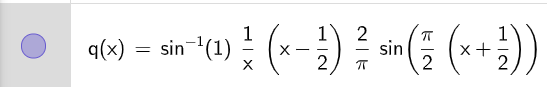 q(x) = sin⁻¹(1) 1/x (x − 1/2) 2/π sin(π/2 (x + 1/2))